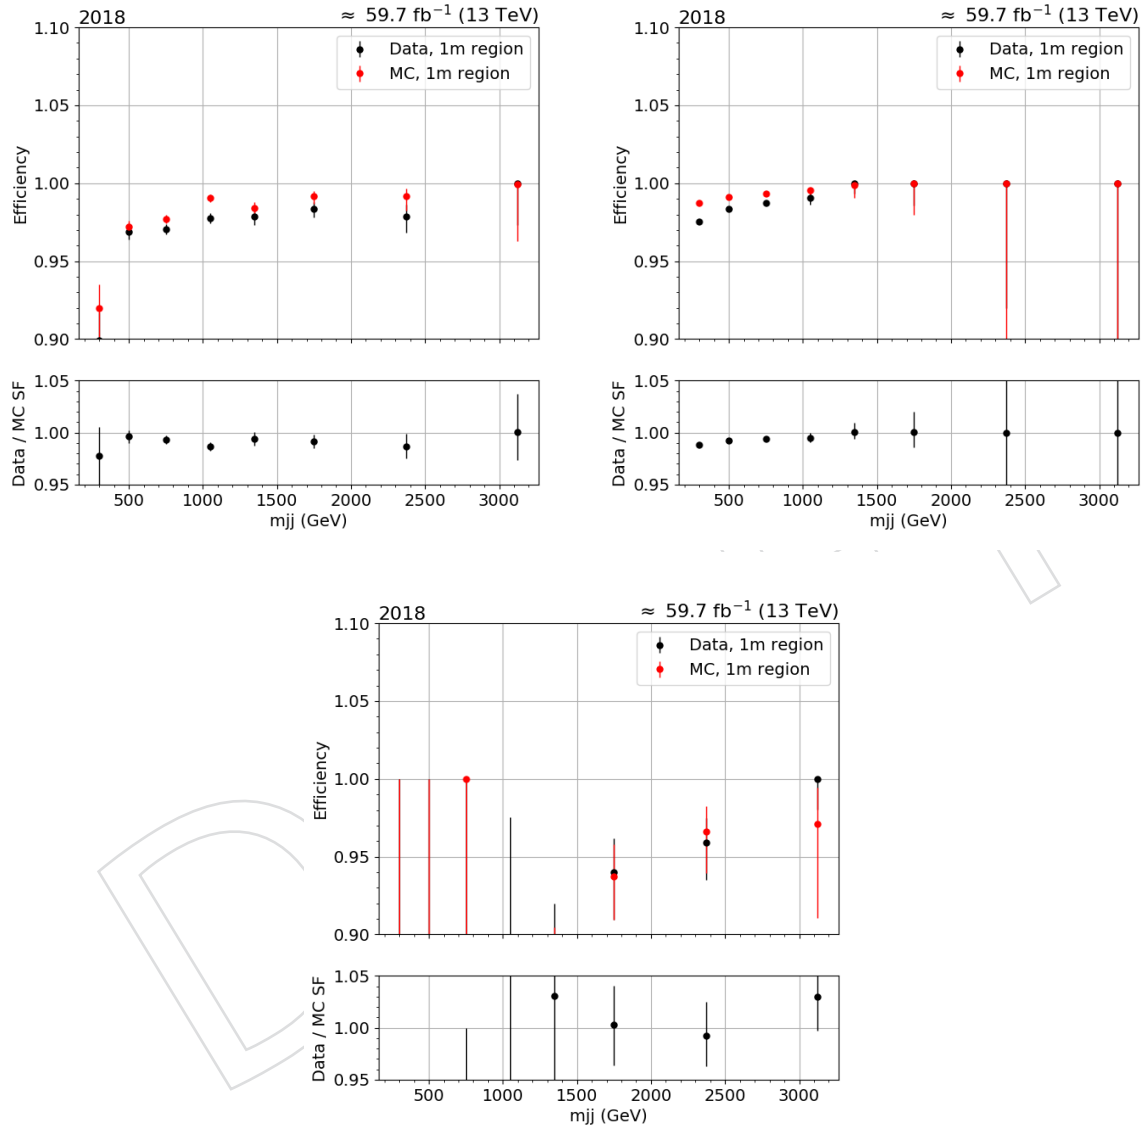 2018 ≈ 59.7 fb⁻¹ (13 TeV)
1.10
Data, 1m region
MC, 1m region
1.05
1.00
0.95
0.90
Efficiency
1.05
1.00
0.95
Data / MC SF
500 1000 1500 2000 2500 3000
mjj (GeV)
2018 ≈ 59.7 fb⁻¹ (13 TeV)
1.10
Data, 1m region
MC, 1m region
1.05
1.00
0.95
0.90
Efficiency
1.05
1.00
0.95
Data / MC SF
500 1000 1500 2000 2500 3000
mjj (GeV)
2018 ≈ 59.7 fb⁻¹ (13 TeV)
1.10
Data, 1m region
MC, 1m region
1.05
1.00
0.95
0.90
Efficiency
1.05
1.00
0.95
Data / MC SF
500 1000 1500 2000 2500 3000
mjj (GeV)